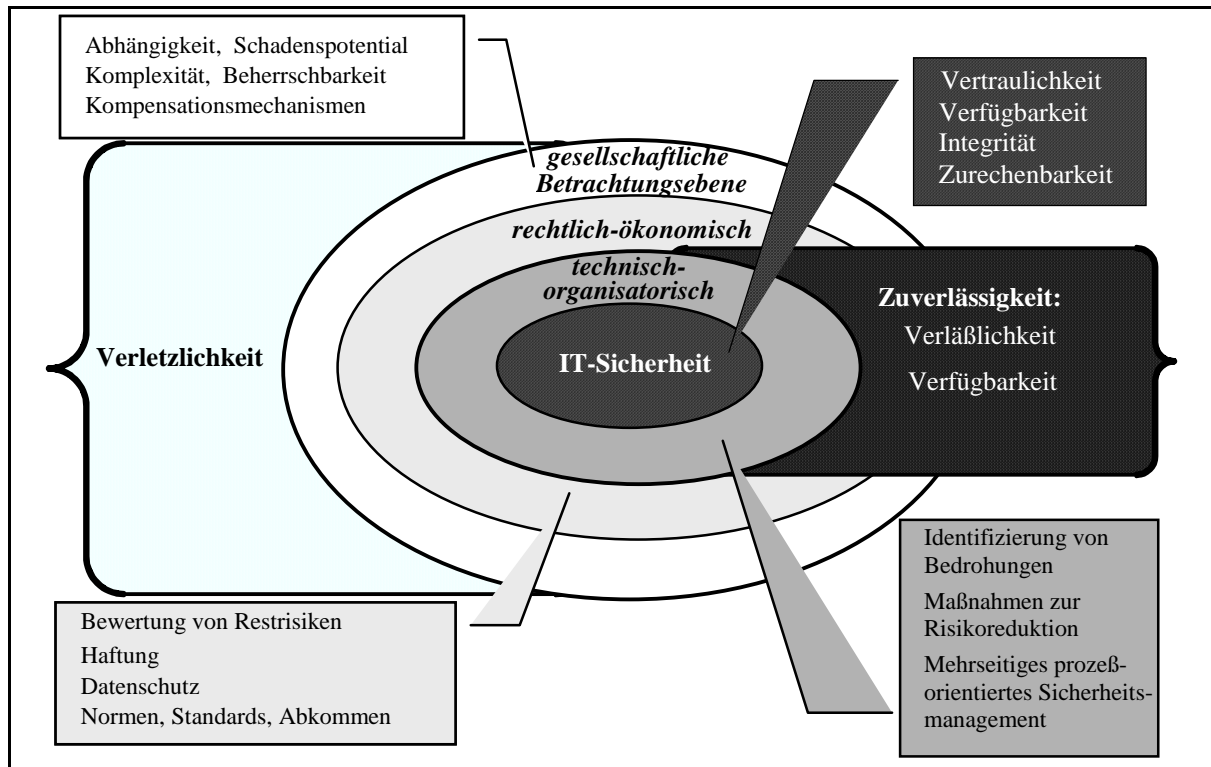 Abhängigkeit, Schadenspotential
Komplexität, Beherrschbarkeit
Kompensationsmechanismen
Vertraulichkeit
Verfügbarkeit
Integrität
Zurechenbarkeit
gesellschaftliche
Betrachtungsebene
rechtlich-ökonomisch
technisch-
organisatorisch
IT-Sicherheit
Verletzlichkeit
Zuverlässigkeit:
Verläßlichkeit
Verfügbarkeit
Bewertung von Restrisiken
Haftung
Datenschutz
Normen, Standards, Abkommen
Identifizierung von
Bedrohungen
Maßnahmen zur
Risikoreduktion
Mehrseitiges prozeß-
orientiertes Sicherheits-
management